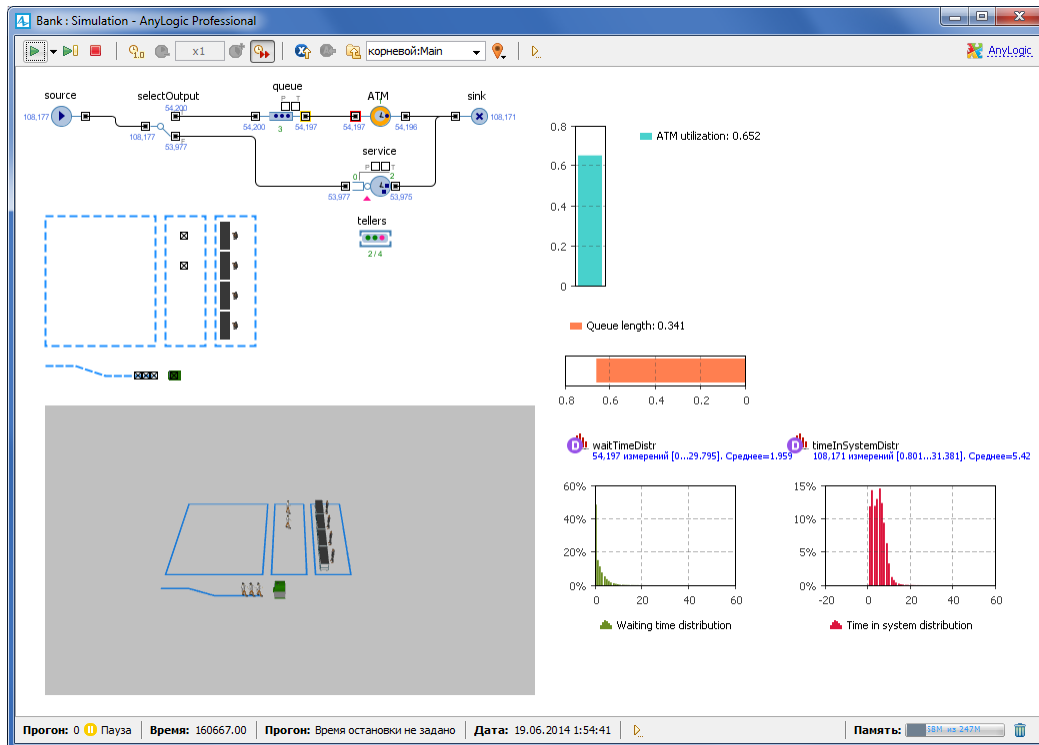 Bank : Simulation - AnyLogic Professional
x1 корневой:Main AnyLogic
source
108,177
selectOutput
54,200
108,177
53,977
queue
54,200 3 54,197
ATM
54,197 54,196
sink
108,171
service
0 2
53,977 53,975
tellers
2/4
0.8
0.6
0.4
0.2
0
ATM utilization: 0.652
Queue length: 0.341
0.8 0.6 0.4 0.2 0
waitTimeDistr
54,197 измерений [0...29.795]. Среднее=1.959
timeInSystemDistr
108,171 измерений [0.801...31.381]. Среднее=5.42
60%
40%
20%
0%
0 20 40 60
Waiting time distribution
15%
10%
5%
0%
-20 0 20 40 60
Time in system distribution
Прогон: 0 Пауза Время: 160667.00 Прогон: Время остановки не задано Дата: 19.06.2014 1:54:41 Память: 58M из 247M